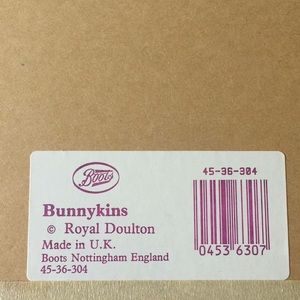 Boots
45-36-304
Bunnykins
© Royal Doulton
Made in U.K.
Boots Nottingham England
45-36-304
0453 6307